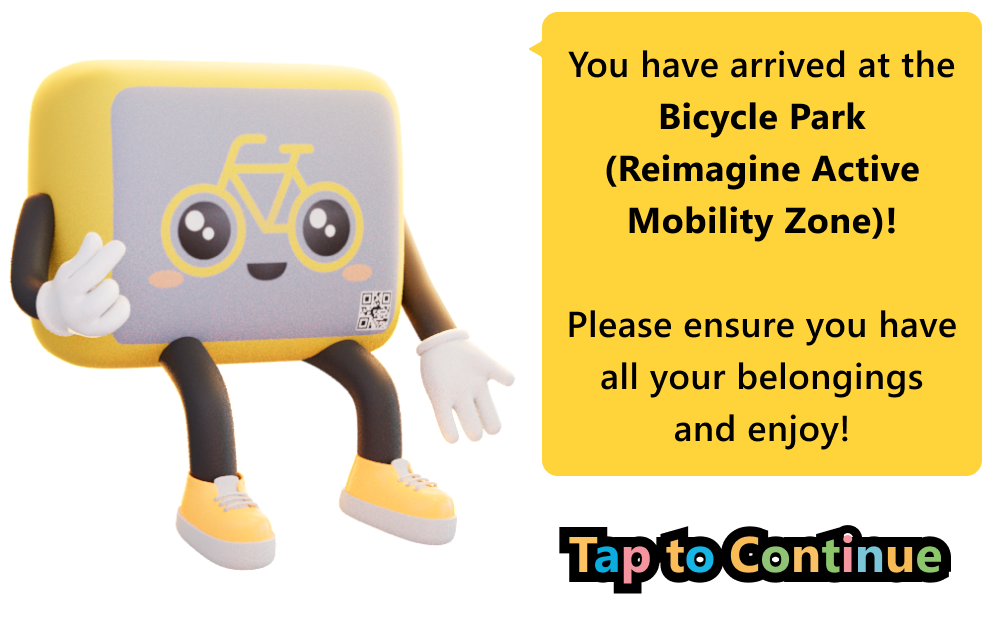 You have arrived at the
Bicycle Park
(Reimagine Active
Mobility Zone)!
Please ensure you have
all your belongings
and enjoy!
Tap to Continue